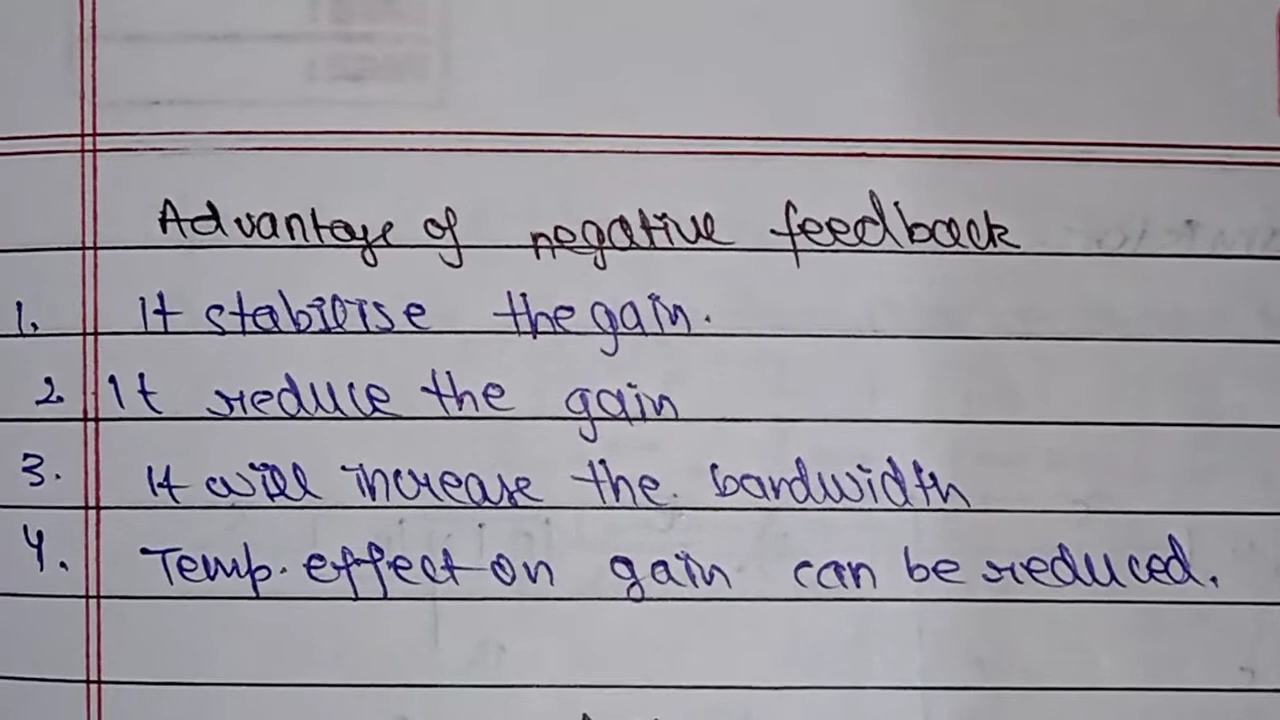 Advantage of negative feedback
1. It stabilise the gain.
2 It reduce the gain
3. It will increase the. bandwidth
4. Temp. effect on gain can be reduced.